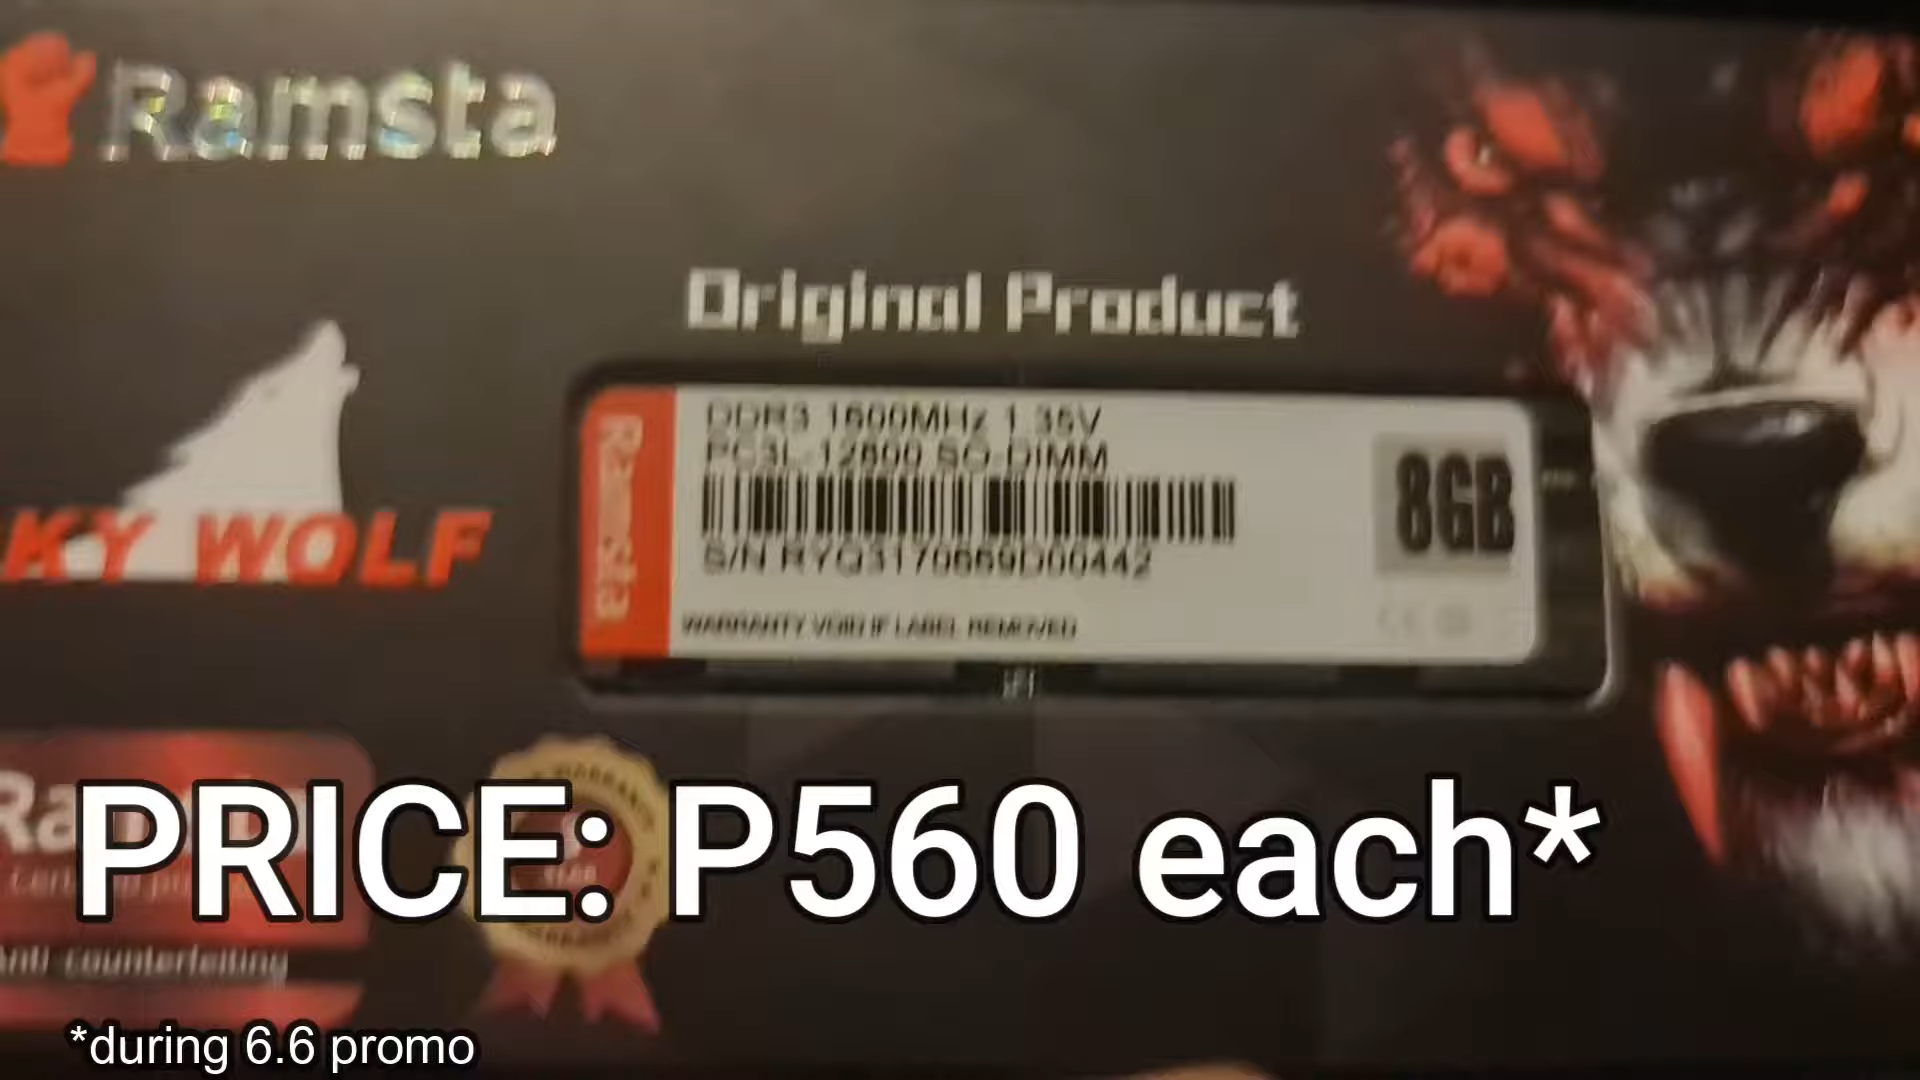 Ramsta
Original Product
DDR3 1600MHz 1.35V
PC3L-12800 SO-DIMM
Ramsta
8GB
S/N RYQ3170669D00442
WARRANTY VOID IF LABEL REMOVED
KY WOLF
PRICE: P560 each*
Anti counterfeiting
*during 6.6 promo